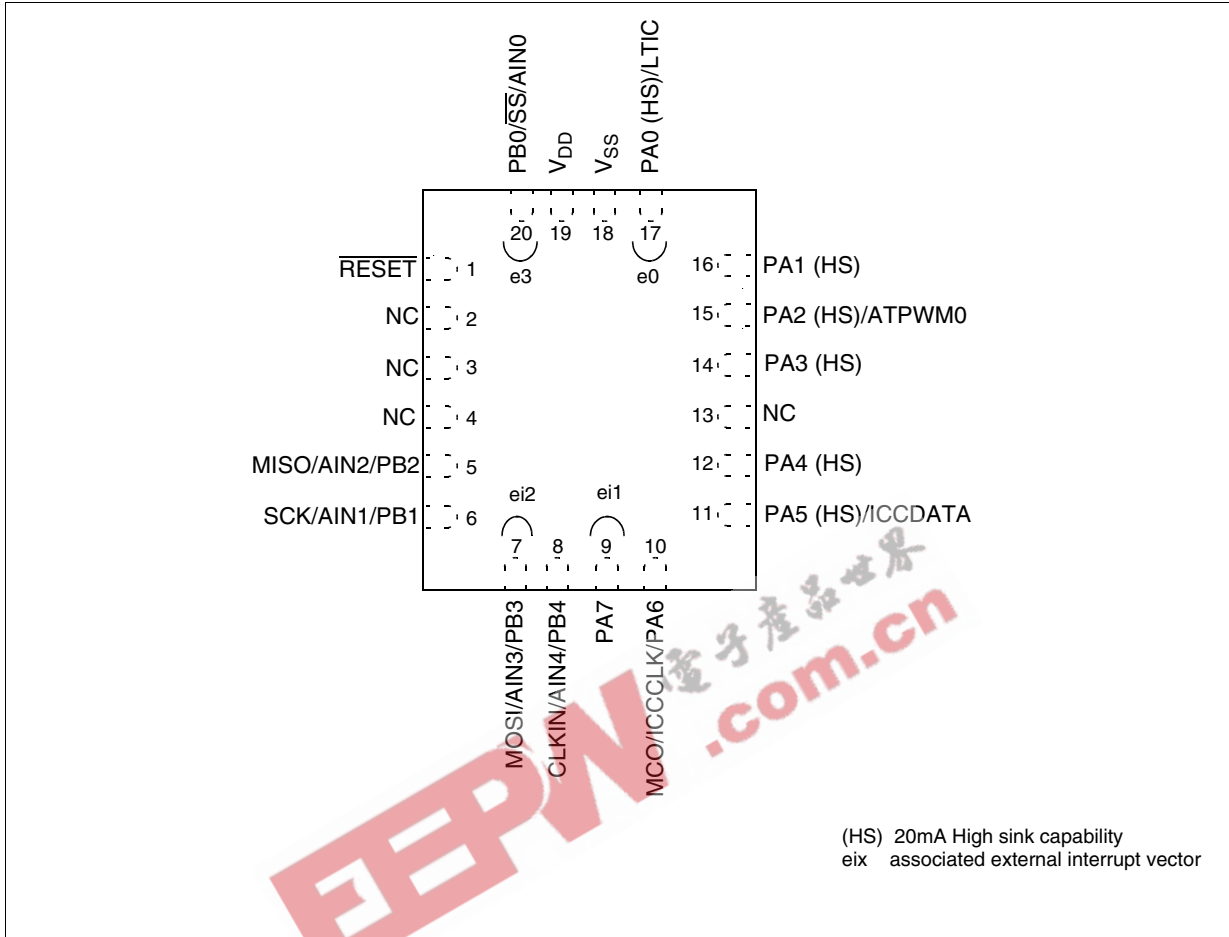 PB0/SS/AIN0
VDD
VSS
PA0 (HS)/LTIC
20
19
18
17
e3
e0
RESET
1
NC
2
NC
3
NC
4
MISO/AIN2/PB2
5
SCK/AIN1/PB1
6
16
PA1 (HS)
15
PA2 (HS)/ATPWM0
14
PA3 (HS)
13
NC
12
PA4 (HS)
11
PA5 (HS)/ICCDATA
ei2
ei1
7
8
9
10
MOSI/AIN3/PB3
CLKIN/AIN4/PB4
PA7
MCO/ICCCLK/PA6
EEPW
電子產品世界
.com.cn
(HS) 20mA High sink capability
eix associated external interrupt vector